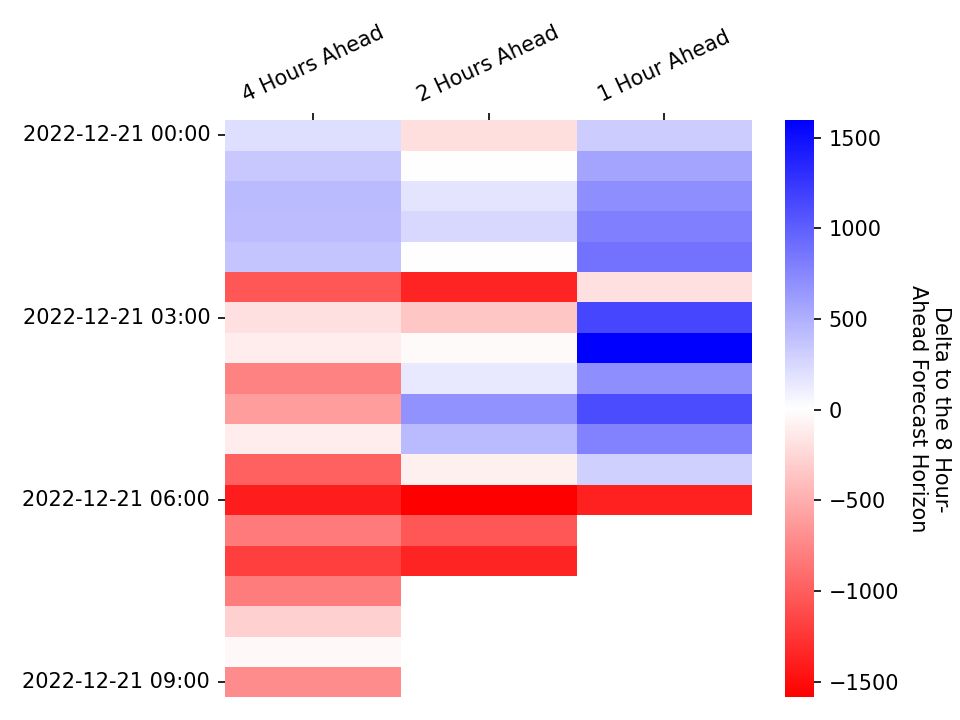 4 Hours Ahead
2 Hours Ahead
1 Hour Ahead
2022-12-21 00:00
2022-12-21 03:00
2022-12-21 06:00
2022-12-21 09:00
1500
1000
500
0
−500
−1000
−1500
Delta to the 8 Hour-
Ahead Forecast Horizon